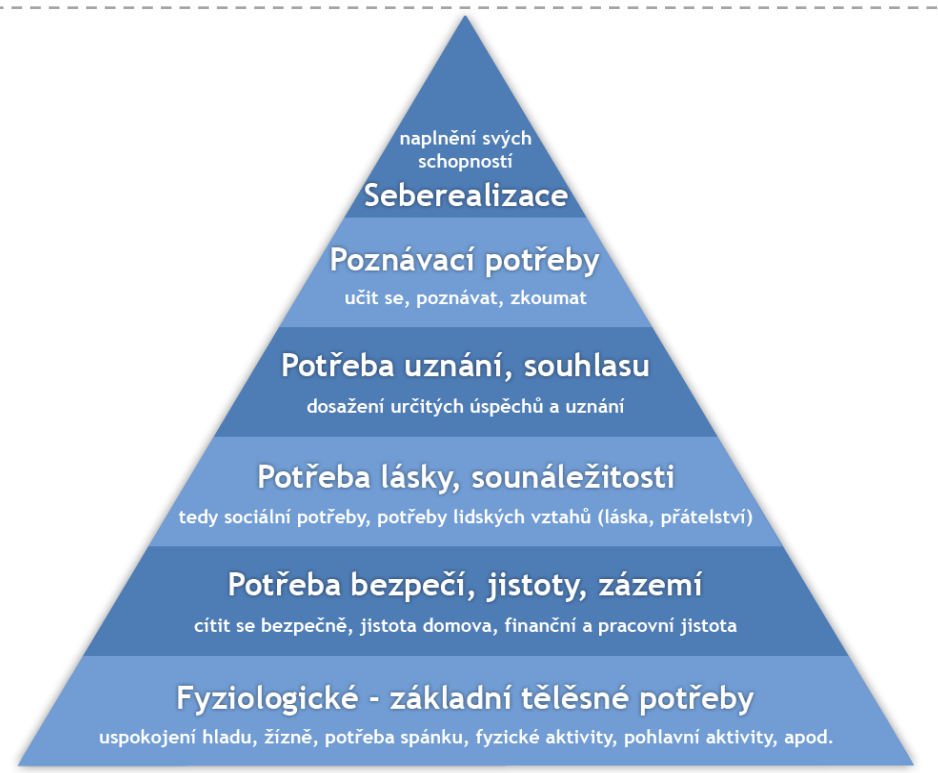 naplnění svých
schopností
Seberealizace
Poznávací potřeby
učit se, poznávat, zkoumat
Potřeba uznání, souhlasu
dosažení určitých úspěchů a uznání
Potřeba lásky, sounáležitosti
tedy sociální potřeby, potřeby lidských vztahů (láska, přátelství)
Potřeba bezpečí, jistoty, zázemí
cítit se bezpečně, jistota domova, finanční a pracovní jistota
Fyziologické - základní tělěsné potřeby
uspokojení hladu, žízně, potřeba spánku, fyzické aktivity, pohlavní aktivity, apod.